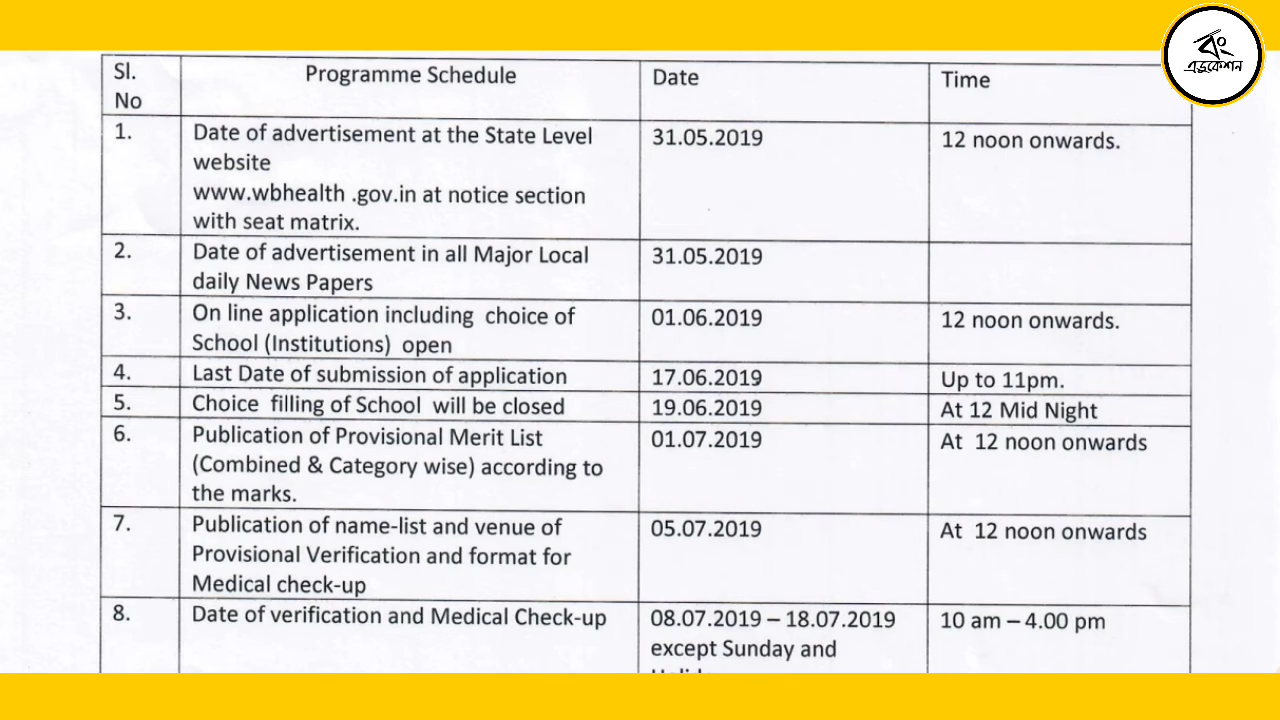 বং
এডুকেশন
Sl.
No
Programme Schedule
Date
Time
1.
Date of advertisement at the State Level
website
www.wbhealth .gov.in at notice section
with seat matrix.
31.05.2019
12 noon onwards.
2.
Date of advertisement in all Major Local
daily News Papers
31.05.2019
3.
On line application including choice of
School (Institutions) open
01.06.2019
12 noon onwards.
4.
Last Date of submission of application
17.06.2019
Up to 11pm.
5.
Choice filling of School will be closed
19.06.2019
At 12 Mid Night
6.
Publication of Provisional Merit List
(Combined & Category wise) according to
the marks.
01.07.2019
At 12 noon onwards
7.
Publication of name-list and venue of
Provisional Verification and format for
Medical check-up
05.07.2019
At 12 noon onwards
8.
Date of verification and Medical Check-up
08.07.2019 – 18.07.2019
except Sunday and
10 am – 4.00 pm